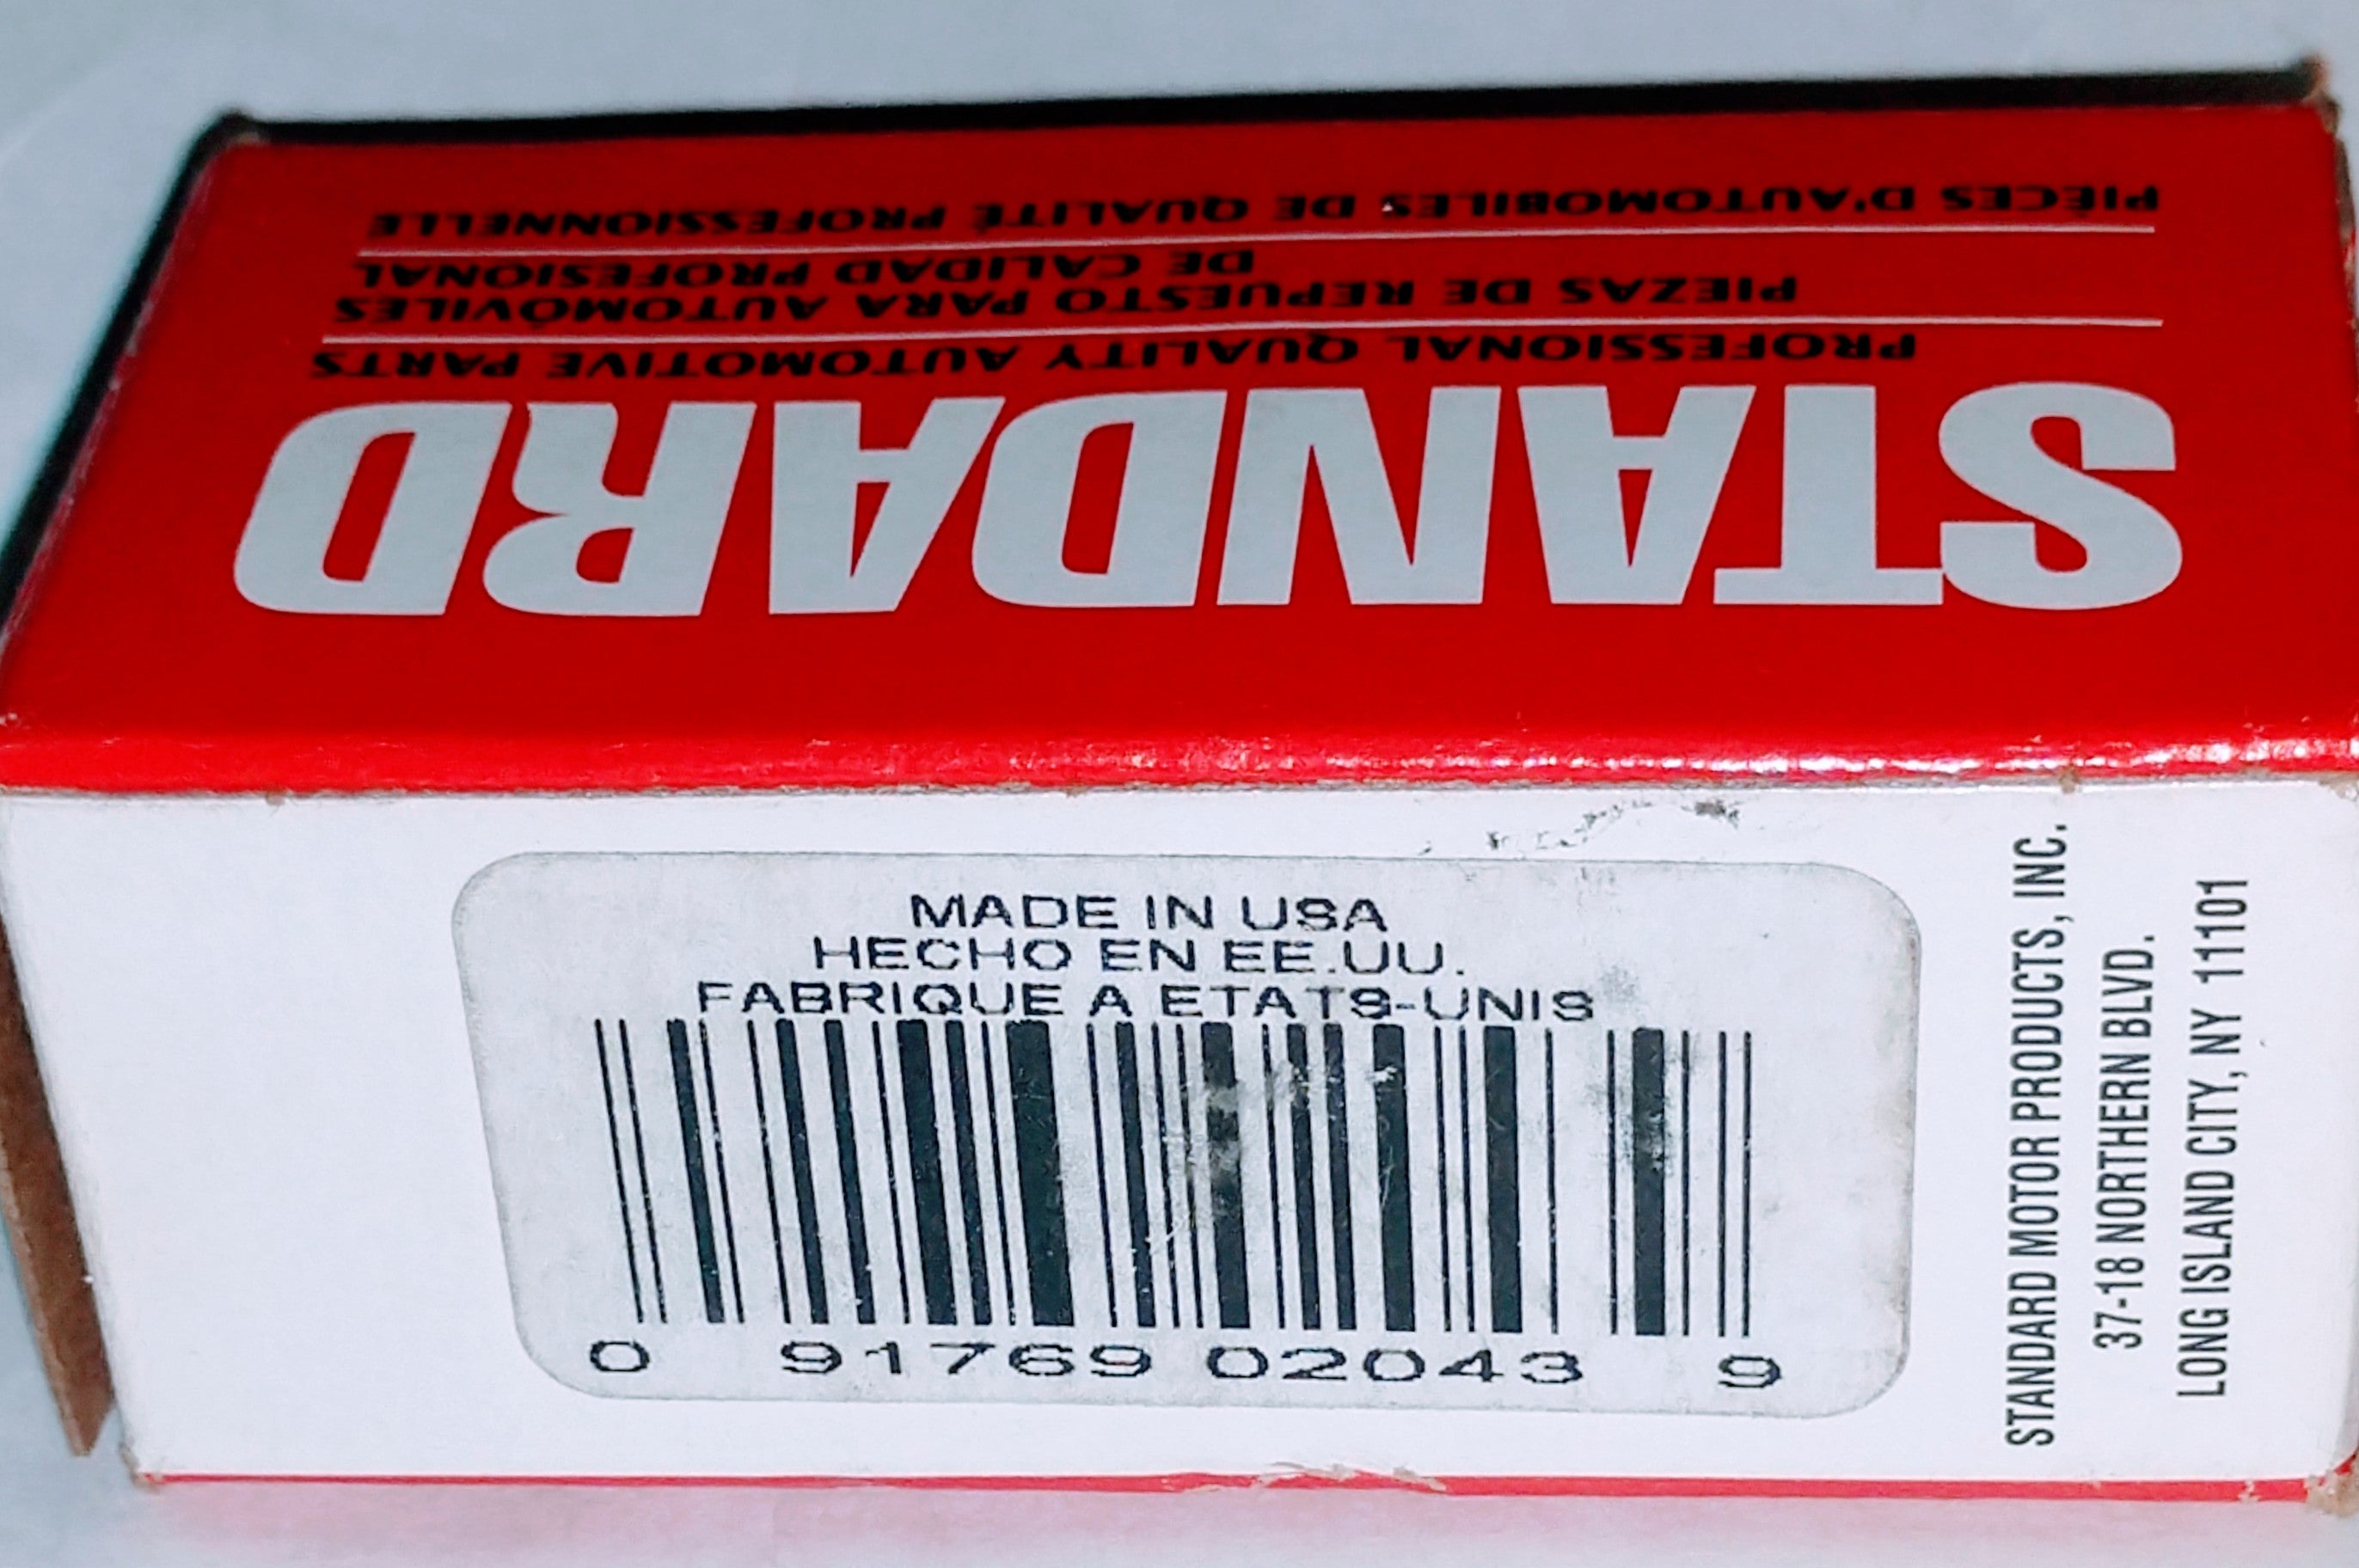 STANDARD
PROFESSIONAL QUALITY AUTOMOTIVE PARTS
PIEZAS DE REPUESTO PARA AUTOMÓVILES
DE CALIDAD PROFESIONAL
PIÈCES D'AUTOMOBILES DE QUALITÉ PROFESSIONNELLE
MADE IN USA
HECHO EN EE.UU.
FABRIQUE A ETATS-UNIS
0 91769 02043 9
STANDARD MOTOR PRODUCTS, INC.
37-18 NORTHERN BLVD.
LONG ISLAND CITY, NY 11101